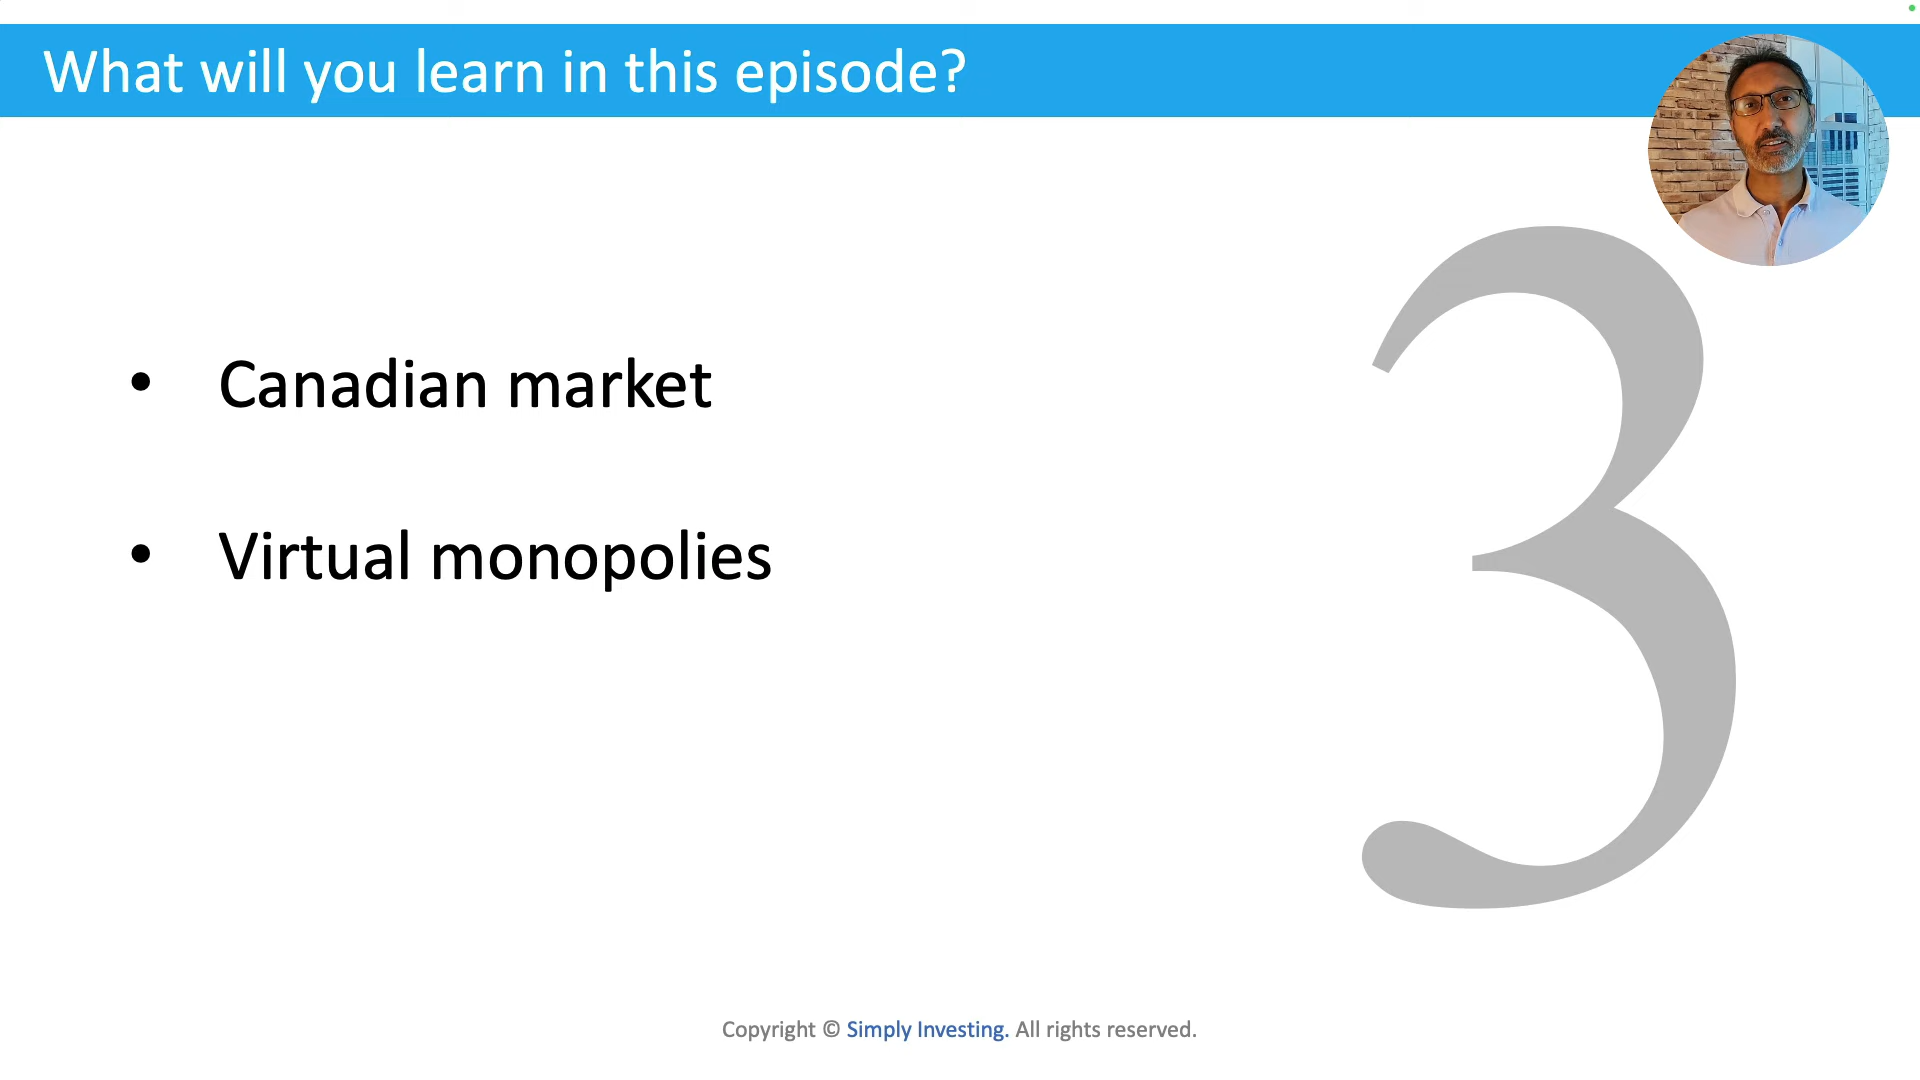 What will you learn in this episode?
• Canadian market
• Virtual monopolies
3
Copyright © Simply Investing. All rights reserved.